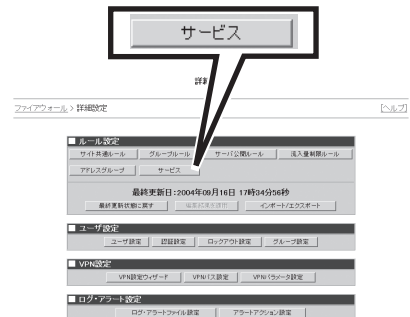 サービス
詳
ファイアウォール > 詳細設定
[ヘルプ]
■ ルール設定
サイト共通ルール グループルール サーバ公開ルール 流入量制限ルール
アドレスグループ サービス
最終更新日:2004年09月16日 17時34分56秒
最終更新状態に戻す 編集結果を適用 インポート/エクスポート
■ ユーザ設定
ユーザ設定 認証設定 ロックアウト設定 グループ設定
■ VPN設定
VPN設定ウィザード VPNパス設定 VPNパラメータ設定
■ ログ・アラート設定
ログ・アラートファイル設定 アラートアクション設定